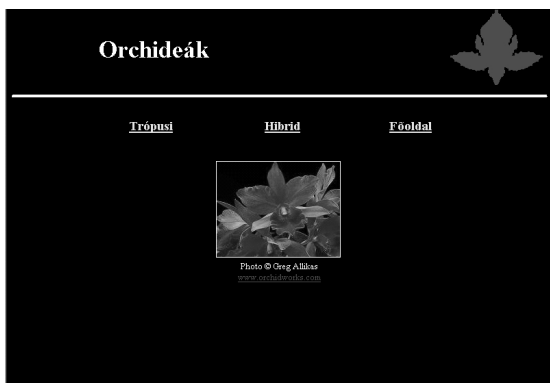 Orchideák
Trópusi Hibrid Főoldal
Photo © Greg Allikas
www.orchidworks.com